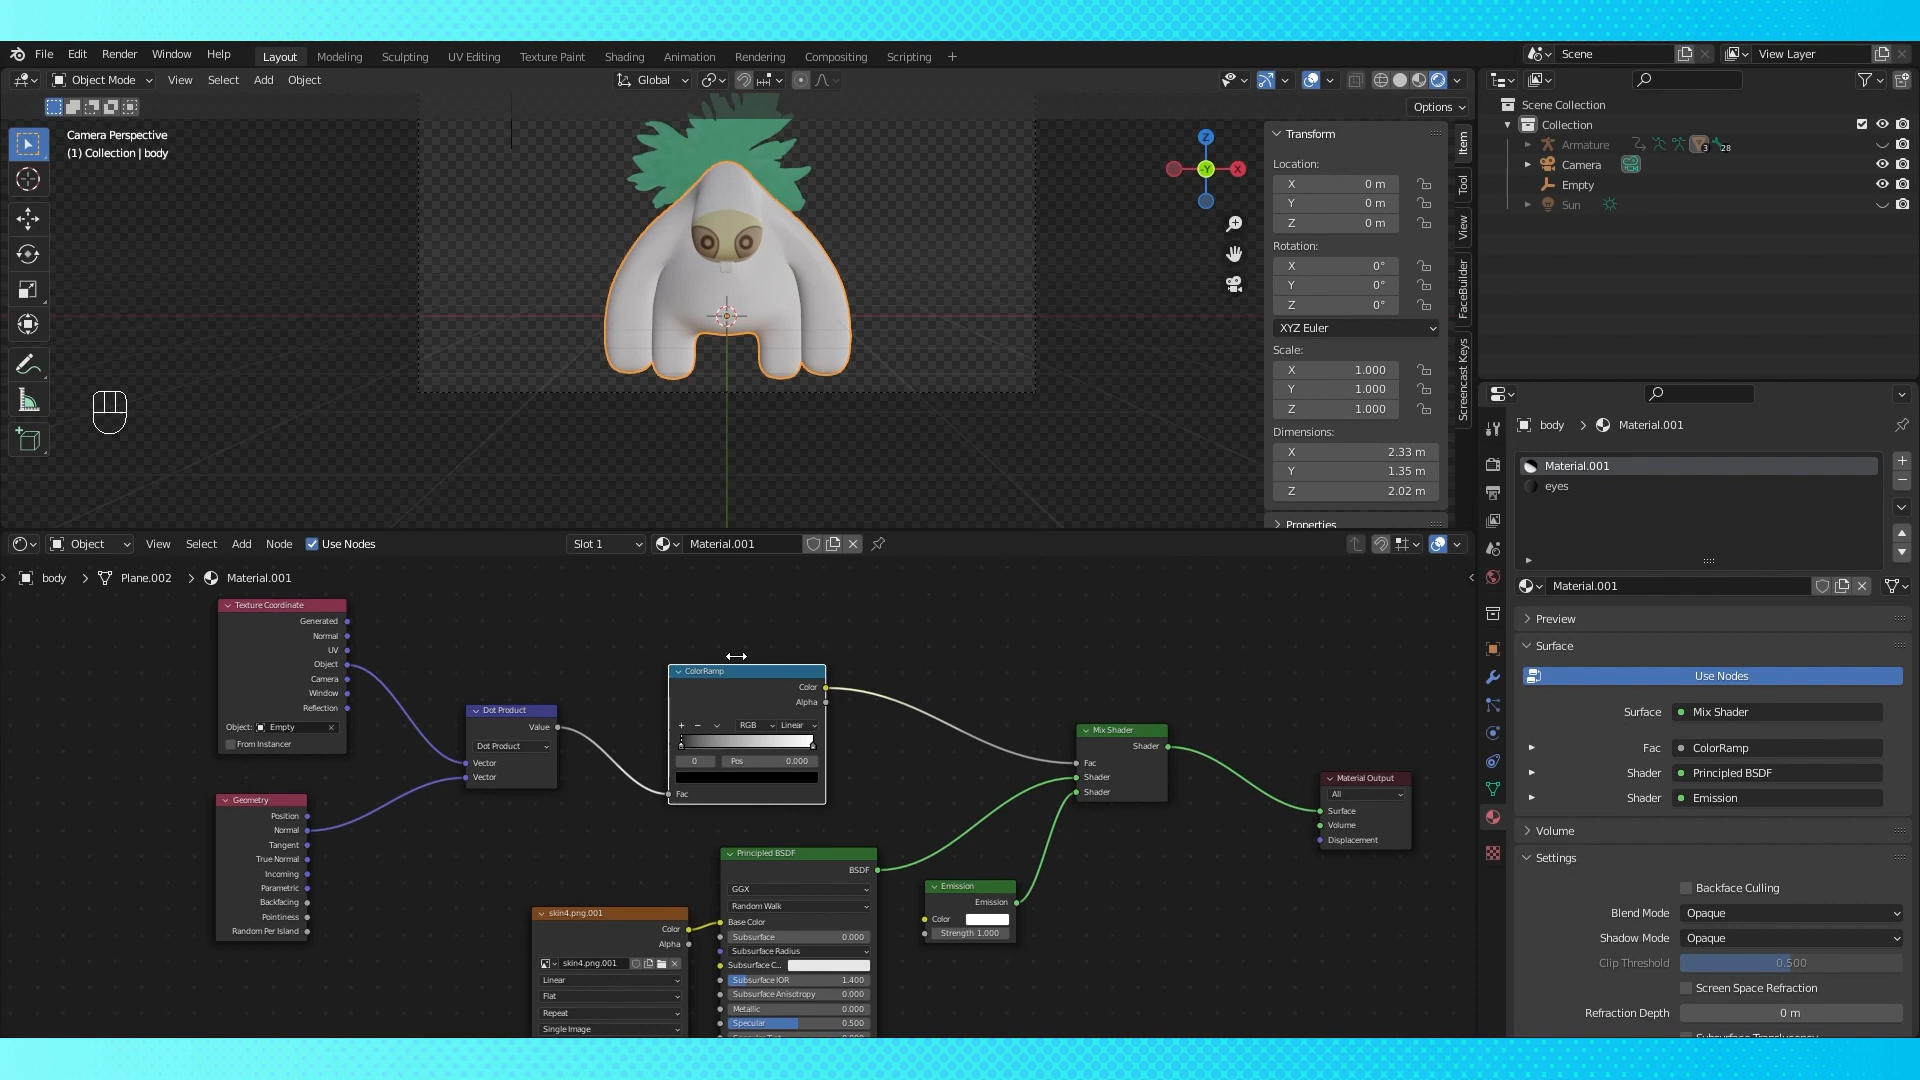 File Edit Render Window Help Layout Modeling Sculpting UV Editing Texture Paint Shading Animation Rendering Compositing Scripting + Scene View Layer
Object Mode View Select Add Object Global
Options
Camera Perspective
(1) Collection | body
Z
-Y
X
Transform
Location:
X 0 m
Y 0 m
Z 0 m
Rotation:
X 0°
Y 0°
Z 0°
XYZ Euler
Scale:
X 1.000
Y 1.000
Z 1.000
Dimensions:
X 2.33 m
Y 1.35 m
Z 2.02 m
Properties
Item
Tool
View
FaceBuilder
Screencast Keys
Scene Collection
Collection
Armature 3 28
Camera
Empty
Sun
body > Material.001
Material.001
eyes
Material.001
Preview
Surface
Use Nodes
Surface Mix Shader
Fac ColorRamp
Shader Principled BSDF
Shader Emission
Volume
Settings
Backface Culling
Blend Mode Opaque
Shadow Mode Opaque
Clip Threshold 0.500
Screen Space Refraction
Refraction Depth 0 m
Object View Select Add Node Use Nodes Slot 1 Material.001
body > Plane.002 > Material.001
Texture Coordinate
Generated
Normal
UV
Object
Camera
Window
Reflection
Object: Empty
From Instancer
Geometry
Position
Normal
Tangent
True Normal
Incoming
Parametric
Backfacing
Pointiness
Random Per Island
Dot Product
Value
Dot Product
Vector
Vector
ColorRamp
Color
Alpha
+ − RGB Linear
0 Pos 0.000
Fac
skin4.png.001
Color
Alpha
skin4.png.001
Linear
Flat
Repeat
Single Image
Principled BSDF
BSDF
GGX
Random Walk
Base Color
Subsurface 0.000
Subsurface Radius
Subsurface C...
Subsurface IOR 1.400
Subsurface Anisotropy 0.000
Metallic 0.000
Specular 0.500
Emission
Emission
Color
Strength 1.000
Mix Shader
Shader
Fac
Shader
Shader
Material Output
All
Surface
Volume
Displacement